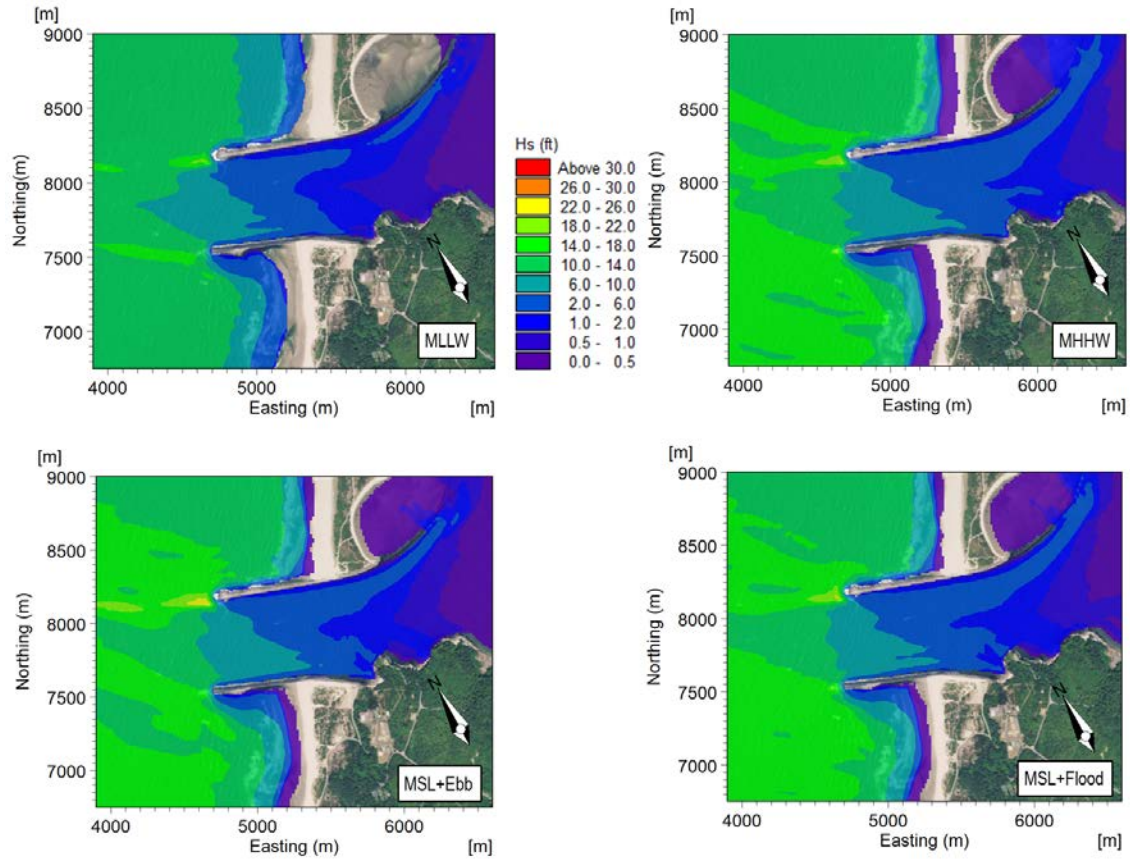 [m]
9000
8500
8000
7500
7000
Northing(m)
4000 5000 6000
Easting (m) [m]
N
MLLW
Hs (ft)
Above 30.0
26.0 - 30.0
22.0 - 26.0
18.0 - 22.0
14.0 - 18.0
10.0 - 14.0
6.0 - 10.0
2.0 - 6.0
1.0 - 2.0
0.5 - 1.0
0.0 - 0.5
[m]
9000
8500
8000
7500
7000
Northing (m)
4000 5000 6000
Easting (m) [m]
N
MHHW
[m]
9000
8500
8000
7500
7000
Northing (m)
4000 5000 6000
Easting (m) [m]
N
MSL+Ebb
[m]
9000
8500
8000
7500
7000
Northing (m)
4000 5000 6000
Easting (m) [m]
N
MSL+Flood